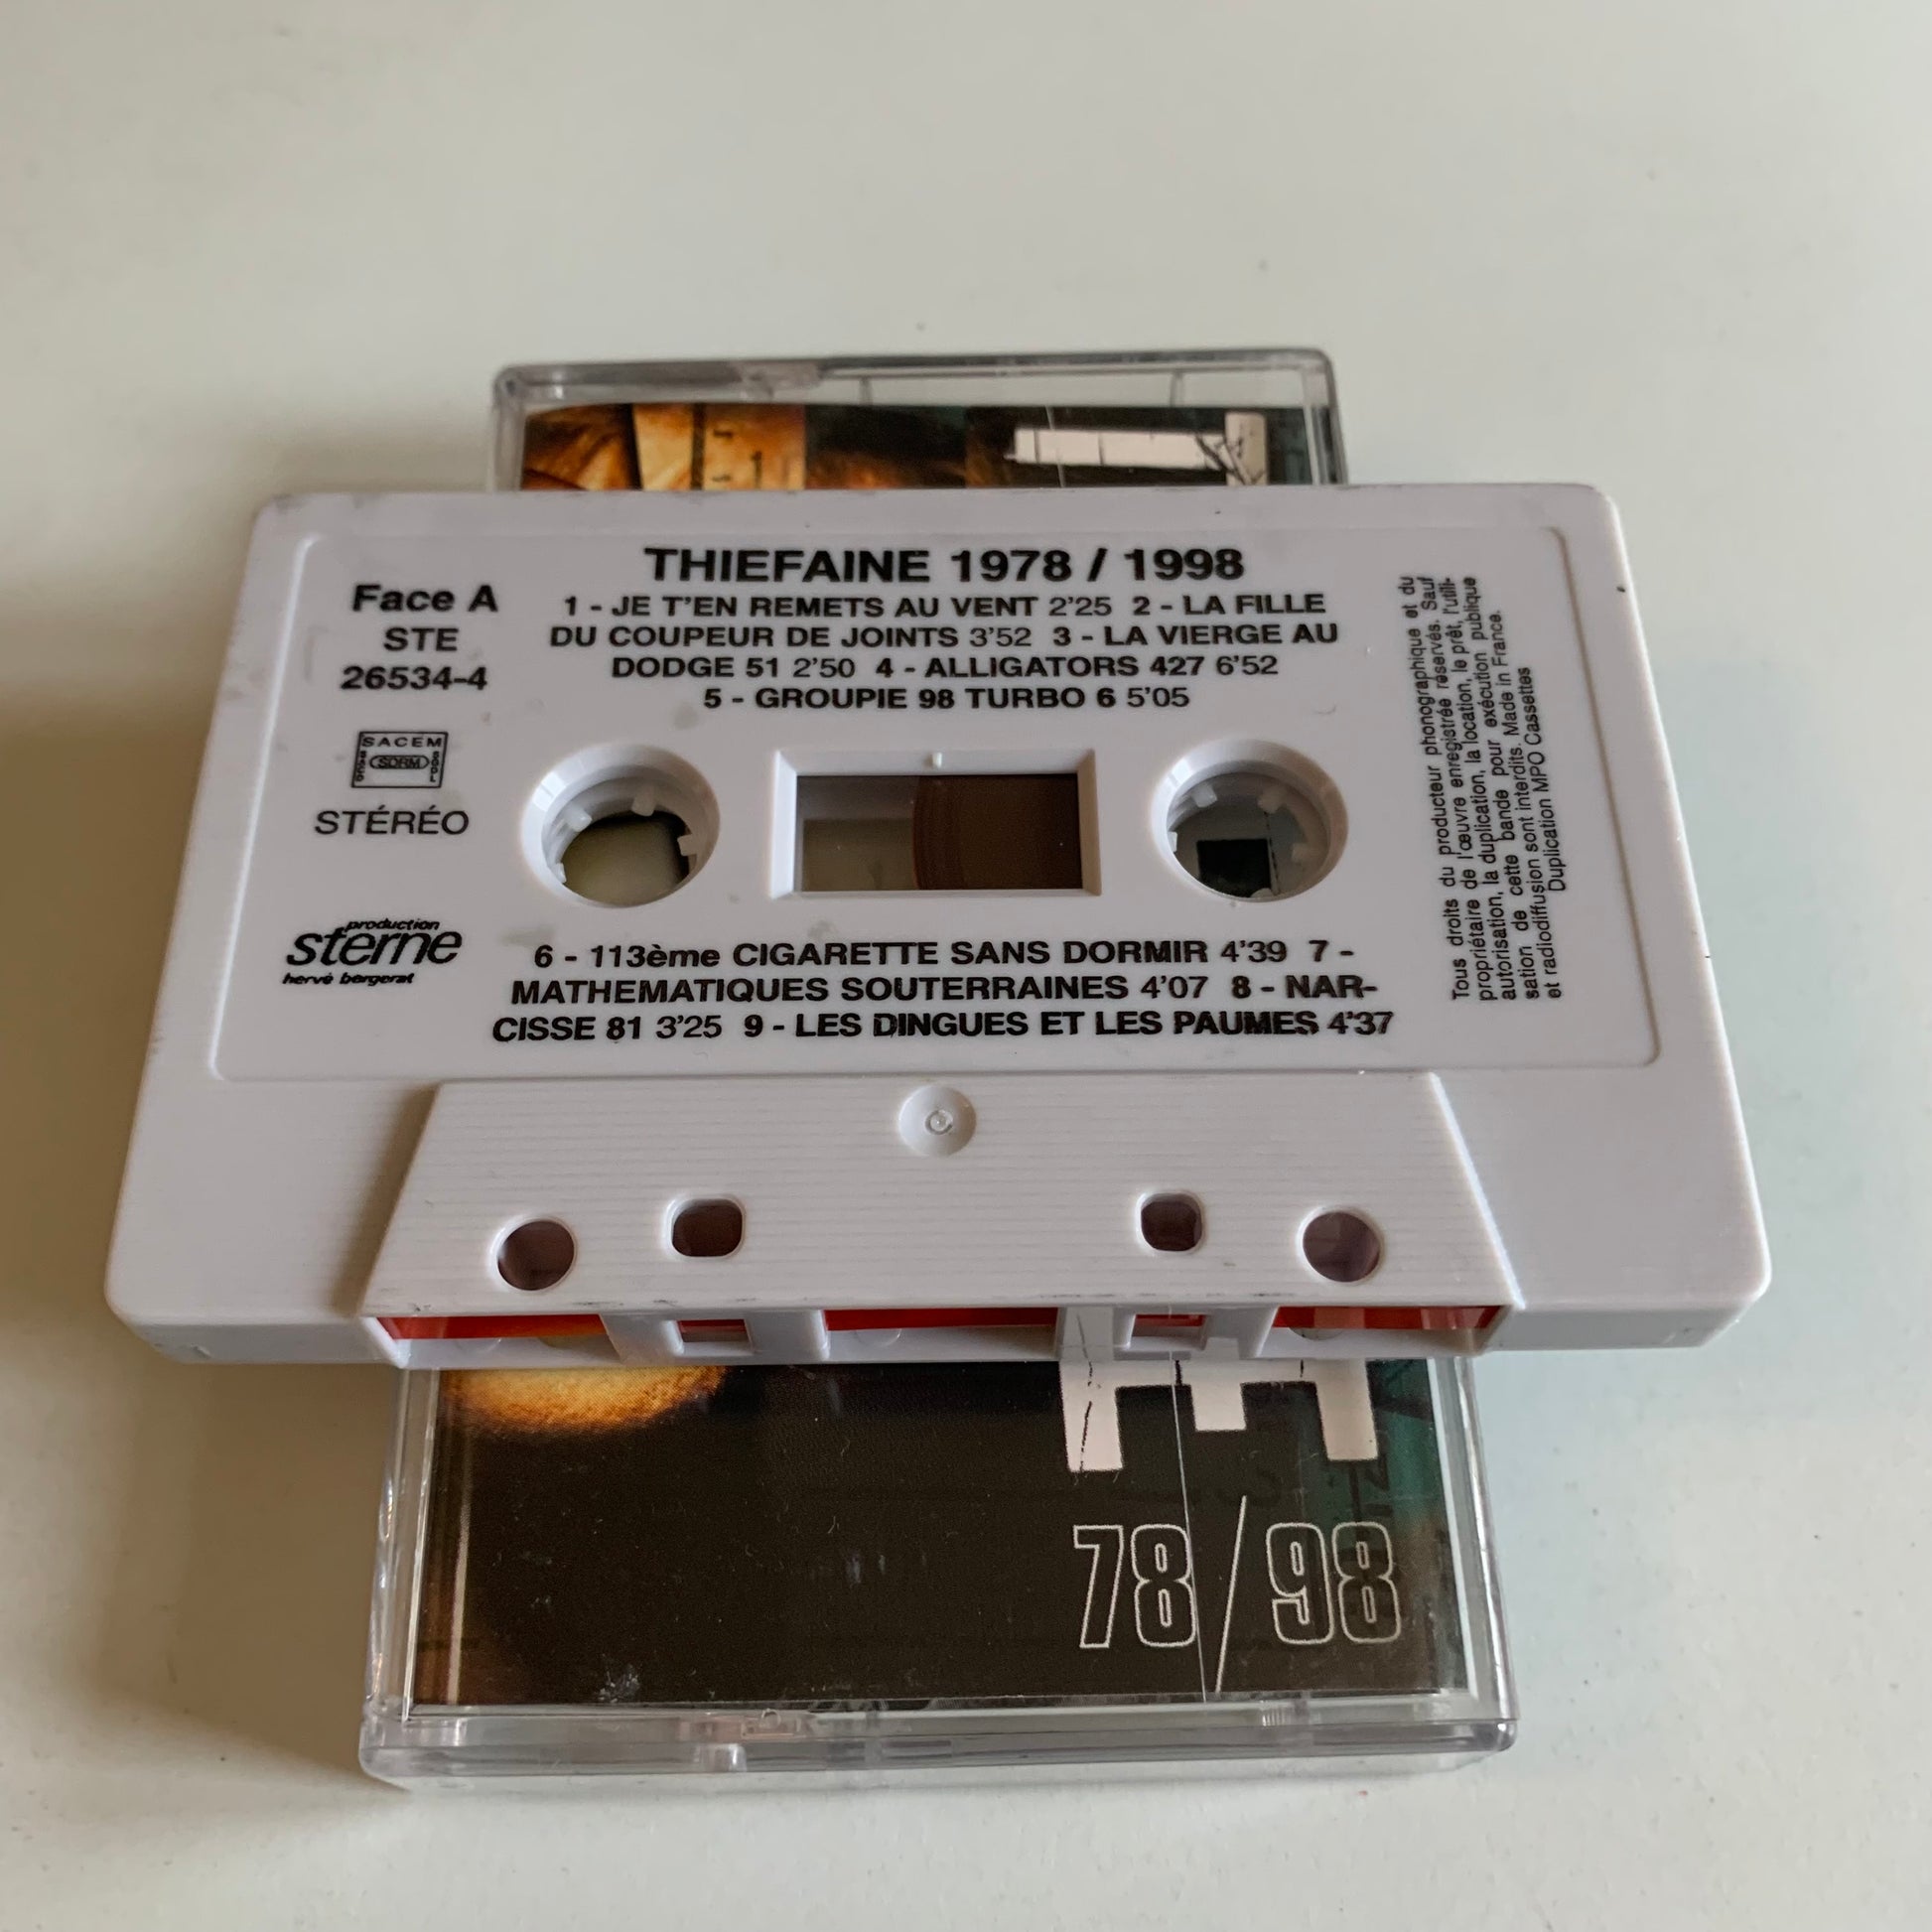 THIEFAINE 1978 / 1998
Face A
STE
26534-4
1 - JE T'EN REMETS AU VENT 2'25 2 - LA FILLE
DU COUPEUR DE JOINTS 3'52 3 - LA VIERGE AU
DODGE 51 2'50 4 - ALLIGATORS 427 6'52
5 - GROUPIE 98 TURBO 6 5'05
SACEM
SDRM
STÉRÉO
production
sterne
hervé bergerat
6 - 113ème CIGARETTE SANS DORMIR 4'39 7 -
MATHEMATIQUES SOUTERRAINES 4'07 8 - NAR-
CISSE 81 3'25 9 - LES DINGUES ET LES PAUMES 4'37
Tous droits du producteur phonographique et du
propriétaire de l'œuvre enregistrée réservés. Sauf
autorisation, la duplication, la location, le prêt, l'utili-
sation de cette bande pour exécution publique
et radiodiffusion sont interdits. Made in France.
Duplication MPO Cassettes
78/98